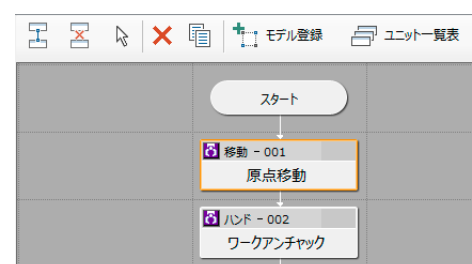 モデル登録 ユニット一覧表
スタート
移動 - 001
原点移動
ハンド - 002
ワークアンチャック